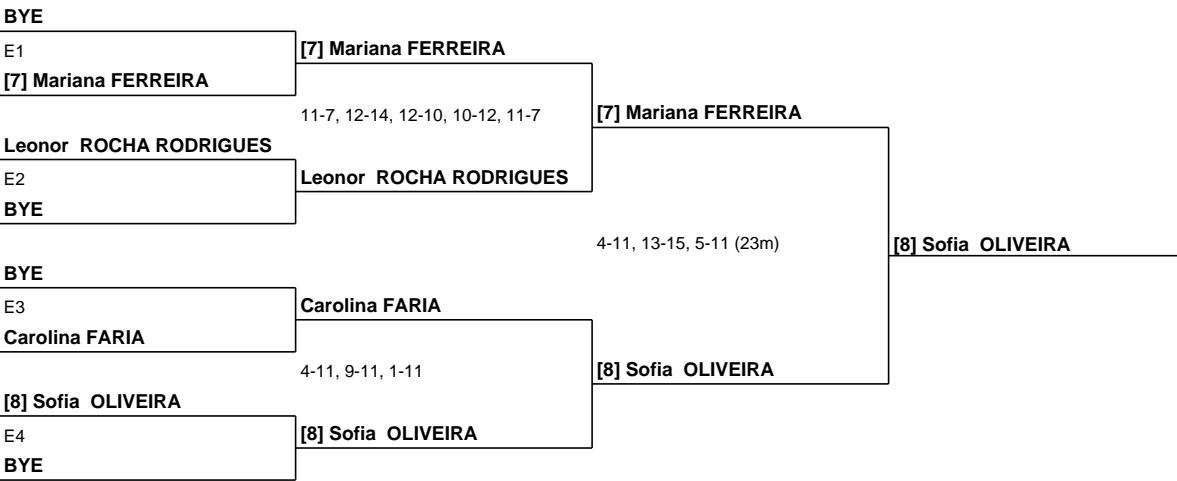 BYE
E1
[7] Mariana FERREIRA
[7] Mariana FERREIRA
11-7, 12-14, 12-10, 10-12, 11-7
[7] Mariana FERREIRA
Leonor ROCHA RODRIGUES
E2
Leonor ROCHA RODRIGUES
BYE
4-11, 13-15, 5-11 (23m)
[8] Sofia OLIVEIRA
BYE
E3
Carolina FARIA
Carolina FARIA
4-11, 9-11, 1-11
[8] Sofia OLIVEIRA
[8] Sofia OLIVEIRA
E4
[8] Sofia OLIVEIRA
BYE